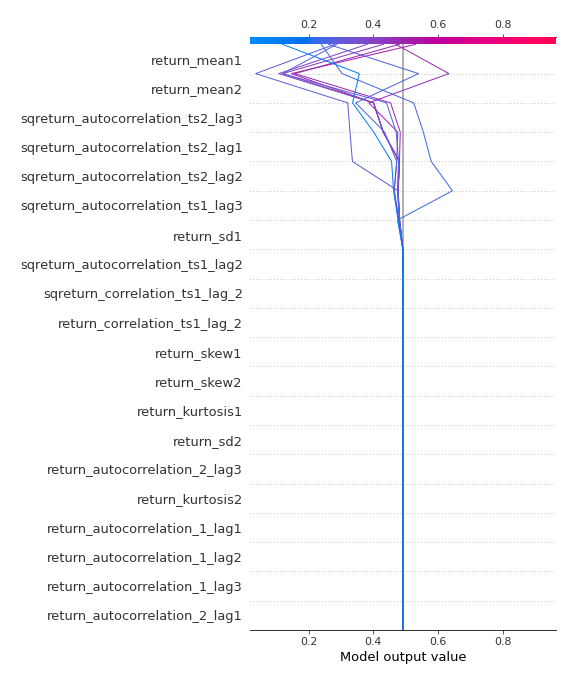 0.2 0.4 0.6 0.8
return_mean1
return_mean2
sqreturn_autocorrelation_ts2_lag3
sqreturn_autocorrelation_ts2_lag1
sqreturn_autocorrelation_ts2_lag2
sqreturn_autocorrelation_ts1_lag3
return_sd1
sqreturn_autocorrelation_ts1_lag2
sqreturn_correlation_ts1_lag_2
return_correlation_ts1_lag_2
return_skew1
return_skew2
return_kurtosis1
return_sd2
return_autocorrelation_2_lag3
return_kurtosis2
return_autocorrelation_1_lag1
return_autocorrelation_1_lag2
return_autocorrelation_1_lag3
return_autocorrelation_2_lag1
0.2 0.4 0.6 0.8
Model output value